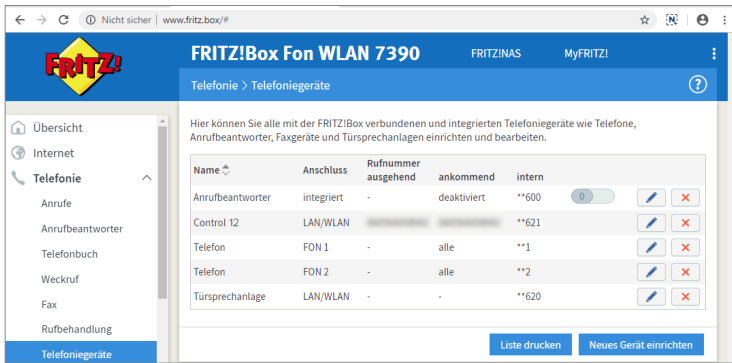 Nicht sicher | www.fritz.box/#
FRITZ!
FRITZ!Box Fon WLAN 7390 FRITZ!NAS MyFRITZ!
Telefonie > Telefoniegeräte ?
Übersicht
Internet
Telefonie
Anrufe
Anrufbeantworter
Telefonbuch
Weckruf
Fax
Rufbehandlung
Telefoniegeräte
Hier können Sie alle mit der FRITZ!Box verbundenen und integrierten Telefoniegeräte wie Telefone,
Anrufbeantworter, Faxgeräte und Türsprechanlagen einrichten und bearbeiten.
Name Anschluss Rufnummer
ausgehend ankommend intern
Anrufbeantworter integriert - deaktiviert **600 0
Control 12 LAN/WLAN **621
Telefon FON 1 - alle **1
Telefon FON 2 - alle **2
Türsprechanlage LAN/WLAN - - **620
Liste drucken Neues Gerät einrichten